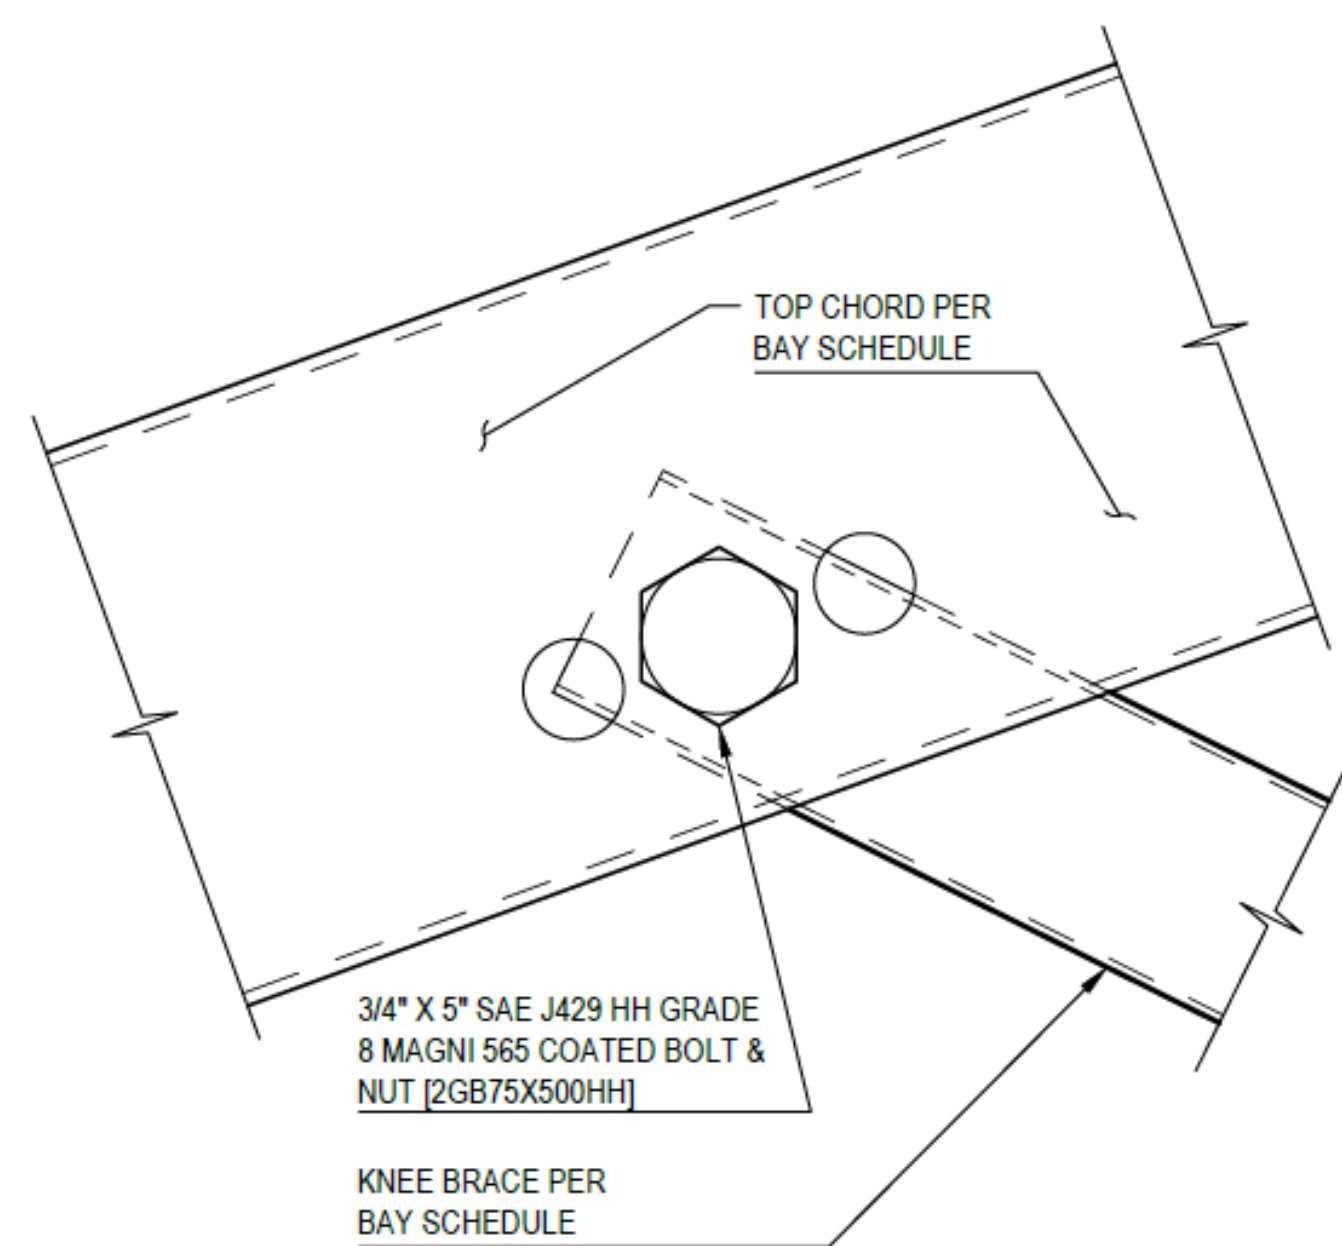 TOP CHORD PER
BAY SCHEDULE
3/4" X 5" SAE J429 HH GRADE
8 MAGNI 565 COATED BOLT &
NUT [2GB75X500HH]
KNEE BRACE PER
BAY SCHEDULE